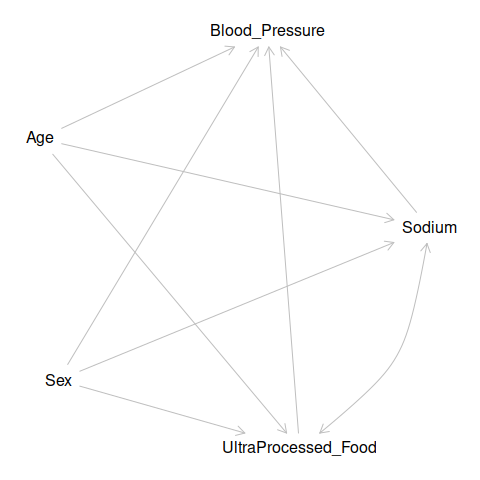 Blood_Pressure
Age
Sodium
Sex
UltraProcessed_Food